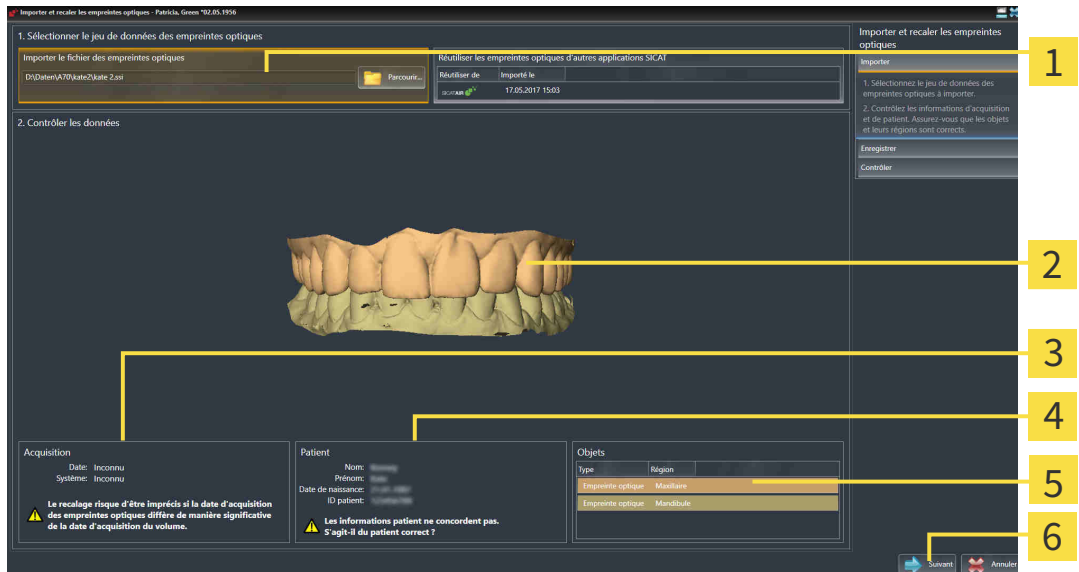 Importer et recaler les empreintes optiques - Patricia, Green *02.05.1956
1. Sélectionner le jeu de données des empreintes optiques
Importer le fichier des empreintes optiques
D:\Daten\A70\kate2\kate 2.ssi
Parcourir...
Réutiliser les empreintes optiques d'autres applications SICAT
Réutiliser de
Importé le
SICAT AIR
17.05.2017 15:03
2. Contrôler les données
Acquisition
Date: Inconnu
Système: Inconnu
Le recalage risque d'être imprécis si la date d'acquisition
des empreintes optiques diffère de manière significative
de la date d'acquisition du volume.
Patient
Nom:
Prénom:
Date de naissance:
ID patient:
Les informations patient ne concordent pas.
S'agit-il du patient correct ?
Objets
Type
Région
Empreinte optique
Maxillaire
Empreinte optique
Mandibule
Importer et recaler les empreintes
optiques
Importer
1. Sélectionnez le jeu de données des
empreintes optiques à importer.
2. Contrôlez les informations d'acquisition
et de patient. Assurez-vous que les objets
et leurs régions sont corrects.
Enregistrer
Contrôler
Suivant
Annuler
1
2
3
4
5
6